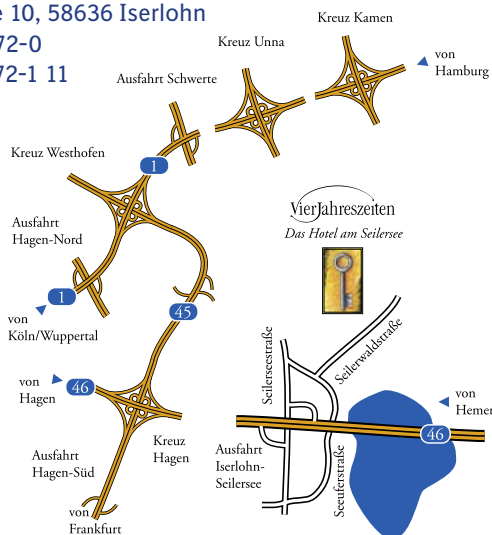 e 10, 58636 Iserlohn
72-0
72-1 11
Kreuz Kamen
Kreuz Unna
von
Hamburg
Ausfahrt Schwerte
Kreuz Westhofen
1
Ausfahrt
Hagen-Nord
VierJahreszeiten
Das Hotel am Seilersee
1
45
von
Köln/Wuppertal
Seilerseestraße
Seilerwaldstraße
von
Hagen
46
von
Hemer
46
Kreuz
Hagen
Ausfahrt
Iserlohn-
Seilersee
Seeuferstraße
Ausfahrt
Hagen-Süd
von
Frankfurt